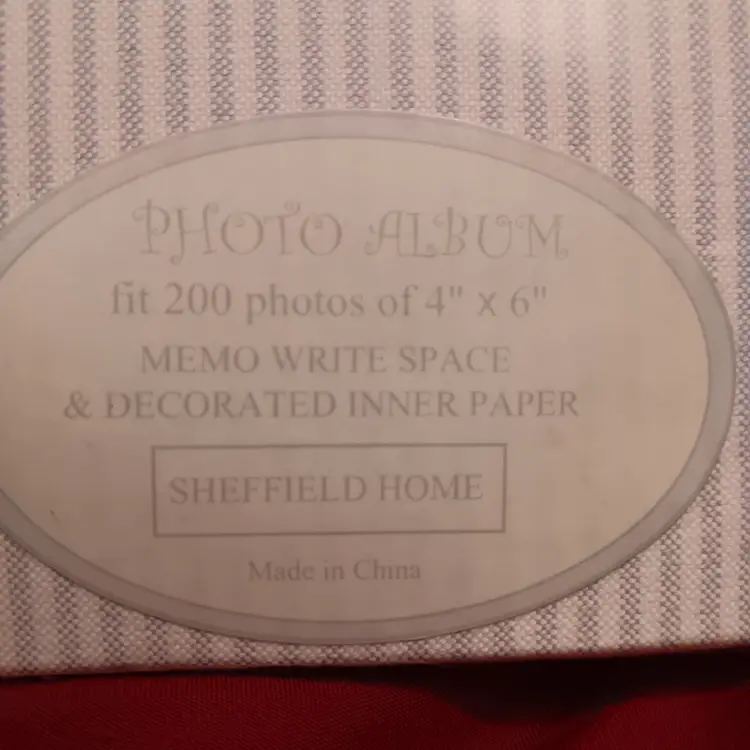 PHOTO ALBUM
fit 200 photos of 4" x 6"
MEMO WRITE SPACE
& DECORATED INNER PAPER
SHEFFIELD HOME
Made in China